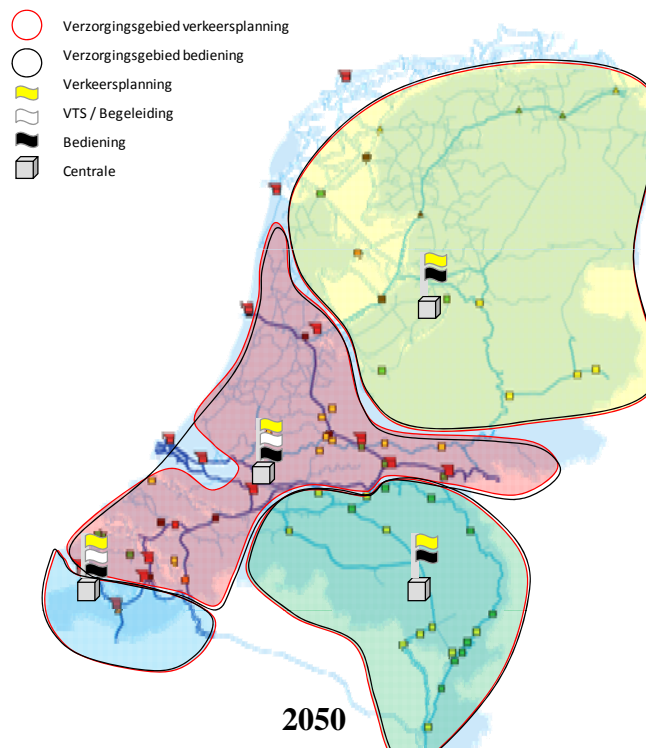 Verzorgingsgebied verkeersplanning
Verzorgingsgebied bediening
Verkeersplanning
VTS / Begeleiding
Bediening
Centrale
2050